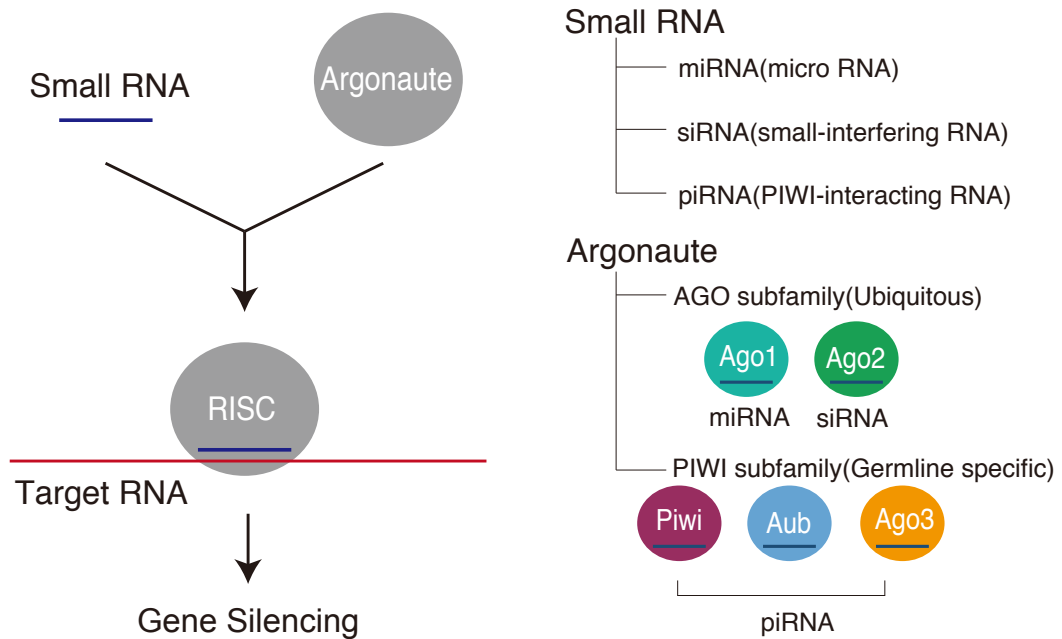 Small RNA
Argonaute
RISC
Target RNA
Gene Silencing
Small RNA
miRNA(micro RNA)
siRNA(small-interfering RNA)
piRNA(PIWI-interacting RNA)
Argonaute
AGO subfamily(Ubiquitous)
Ago1 Ago2
miRNA siRNA
PIWI subfamily(Germline specific)
Piwi Aub Ago3
piRNA